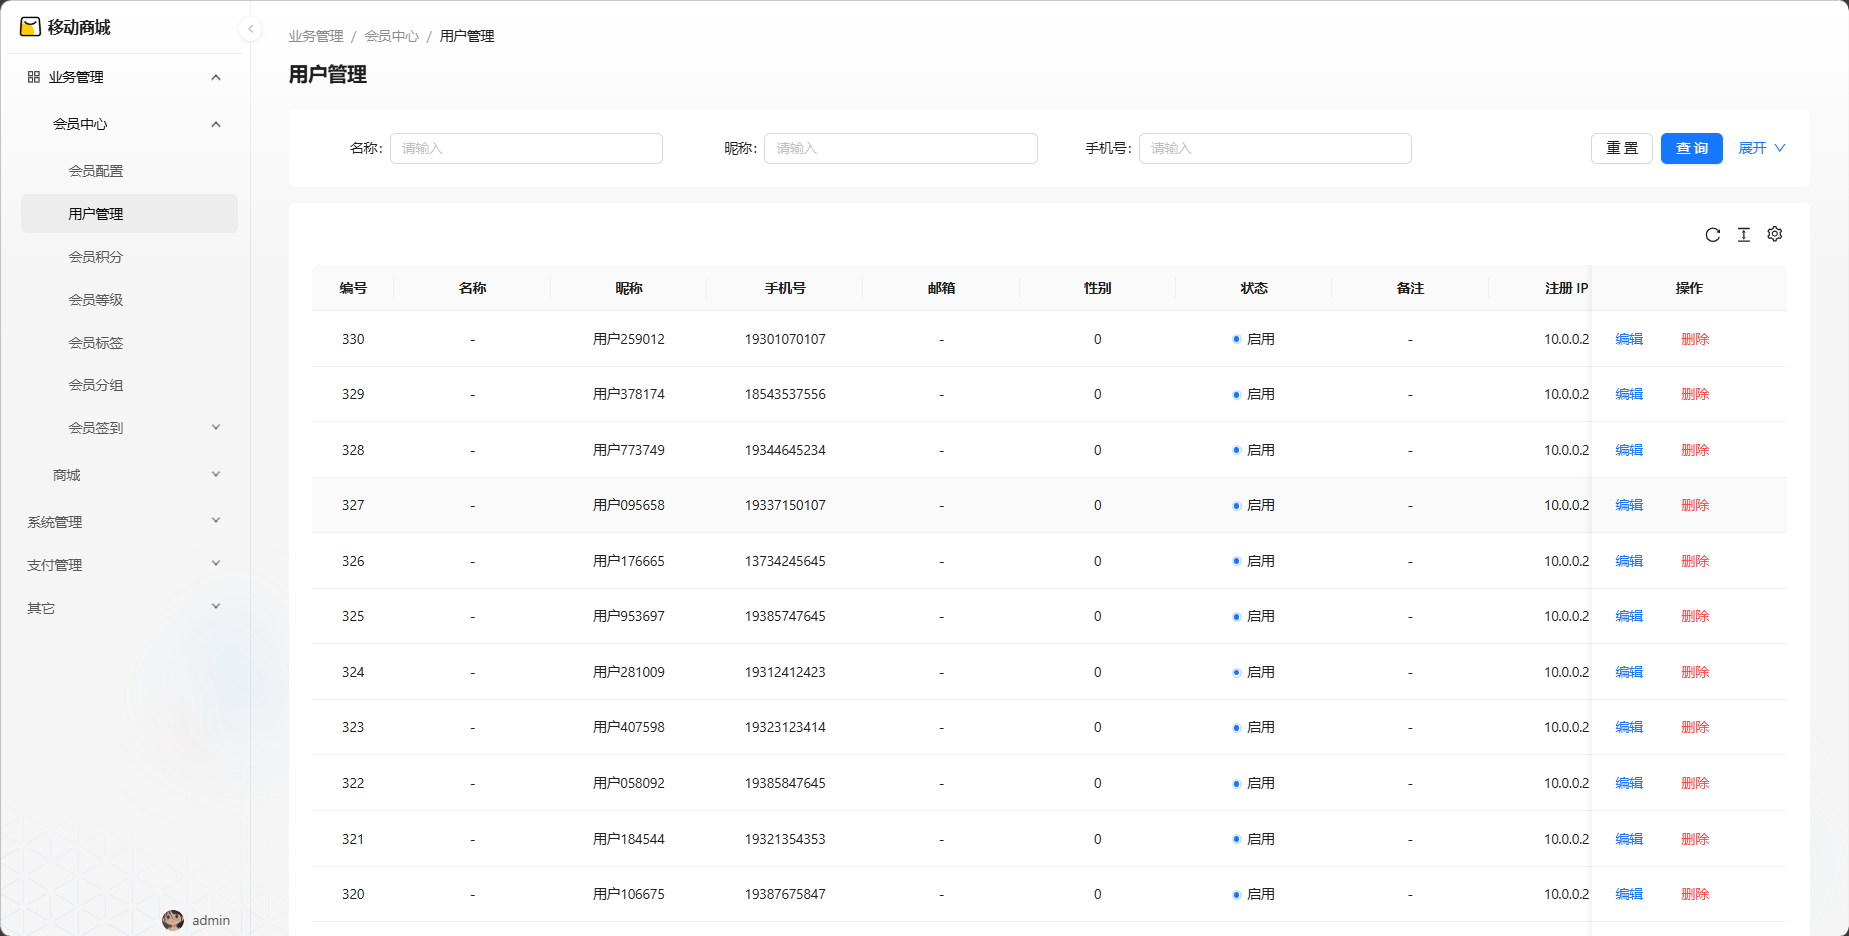 移动商城
业务管理
会员中心
会员配置
用户管理
会员积分
会员等级
会员标签
会员分组
会员签到
商城
系统管理
支付管理
其它
admin
业务管理 / 会员中心 / 用户管理
用户管理
名称: 请输入 昵称: 请输入 手机号: 请输入 重 置 查 询 展开
编号 名称 昵称 手机号 邮箱 性别 状态 备注 注册 IP 操作
330 - 用户259012 19301070107 - 0 启用 - 10.0.0.2 编辑 删除
329 - 用户378174 18543537556 - 0 启用 - 10.0.0.2 编辑 删除
328 - 用户773749 19344645234 - 0 启用 - 10.0.0.2 编辑 删除
327 - 用户095658 19337150107 - 0 启用 - 10.0.0.2 编辑 删除
326 - 用户176665 13734245645 - 0 启用 - 10.0.0.2 编辑 删除
325 - 用户953697 19385747645 - 0 启用 - 10.0.0.2 编辑 删除
324 - 用户281009 19312412423 - 0 启用 - 10.0.0.2 编辑 删除
323 - 用户407598 19323123414 - 0 启用 - 10.0.0.2 编辑 删除
322 - 用户058092 19385847645 - 0 启用 - 10.0.0.2 编辑 删除
321 - 用户184544 19321354353 - 0 启用 - 10.0.0.2 编辑 删除
320 - 用户106675 19387675847 - 0 启用 - 10.0.0.2 编辑 删除